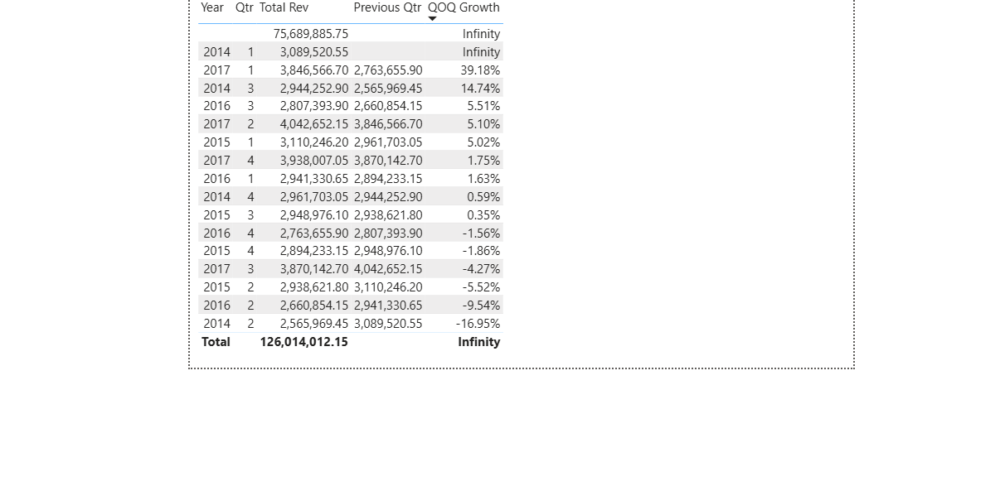 Year Qtr Total Rev Previous Qtr QOQ Growth
75,689,885.75 Infinity
2014 1 3,089,520.55 Infinity
2017 1 3,846,566.70 2,763,655.90 39.18%
2014 3 2,944,252.90 2,565,969.45 14.74%
2016 3 2,807,393.90 2,660,854.15 5.51%
2017 2 4,042,652.15 3,846,566.70 5.10%
2015 1 3,110,246.20 2,961,703.05 5.02%
2017 4 3,938,007.05 3,870,142.70 1.75%
2016 1 2,941,330.65 2,894,233.15 1.63%
2014 4 2,961,703.05 2,944,252.90 0.59%
2015 3 2,948,976.10 2,938,621.80 0.35%
2016 4 2,763,655.90 2,807,393.90 -1.56%
2015 4 2,894,233.15 2,948,976.10 -1.86%
2017 3 3,870,142.70 4,042,652.15 -4.27%
2015 2 2,938,621.80 3,110,246.20 -5.52%
2016 2 2,660,854.15 2,941,330.65 -9.54%
2014 2 2,565,969.45 3,089,520.55 -16.95%
Total 126,014,012.15 Infinity